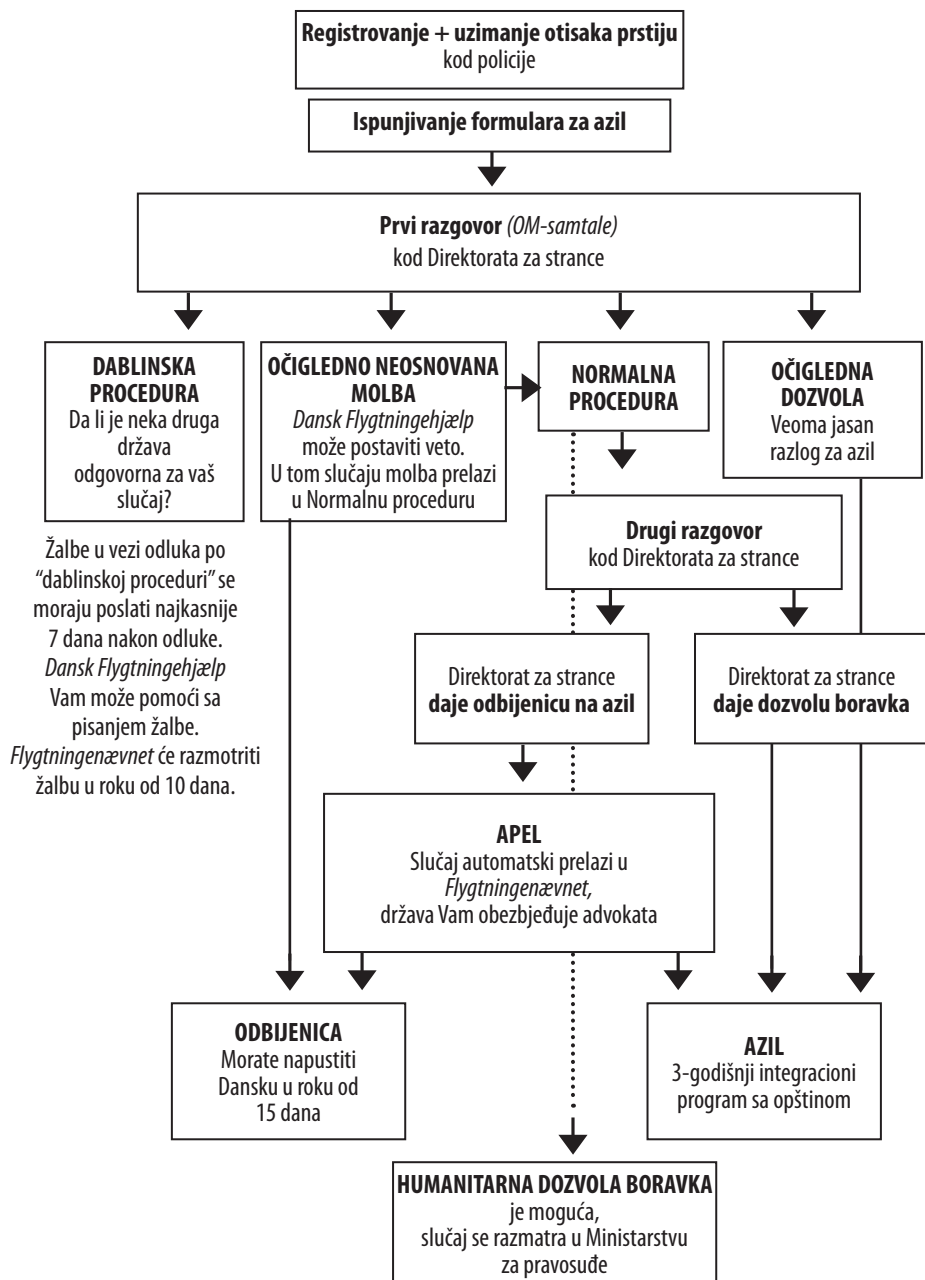 Registrovanje + uzimanje otisaka prstiju
kod policije
Ispunjivanje formulara za azil
Prvi razgovor (OM-samtale)
kod Direktorata za strance
DABLINSKA
PROCEDURA
Da li je neka druga
država
odgovorna za vaš
slučaj?
OČIGLEDNO NEOSNOVANA
MOLBA
Dansk Flygtningehjælp
može postaviti veto.
U tom slučaju molba prelazi
u Normalnu proceduru
NORMALNA
PROCEDURA
OČIGLEDNA
DOZVOLA
Veoma jasan
razlog za azil
Žalbe u vezi odluka po
“dablinskoj proceduri” se
moraju poslati najkasnije
7 dana nakon odluke.
Dansk Flygtningehjælp
Vam može pomoći sa
pisanjem žalbe.
Flygtningenævnet će razmotriti
žalbu u roku od 10 dana.
Drugi razgovor
kod Direktorata za strance
Direktorat za strance
daje odbijenicu na azil
Direktorat za strance
daje dozvolu boravka
APEL
Slučaj automatski prelazi u
Flygtningenævnet,
država Vam obezbjeđuje advokata
ODBIJENICA
Morate napustiti
Dansku u roku od
15 dana
AZIL
3-godišnji integracioni
program sa opštinom
HUMANITARNA DOZVOLA BORAVKA
je moguća,
slučaj se razmatra u Ministarstvu
za pravosuđe